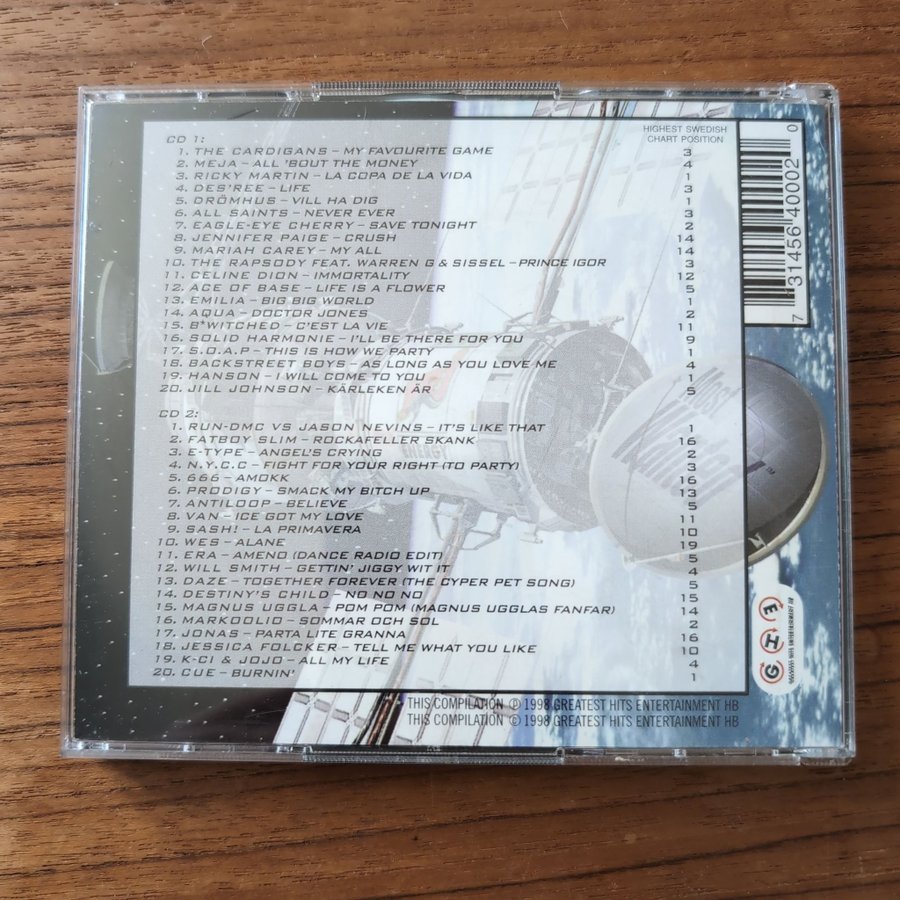 HIGHEST SWEDISH
CHART POSITION
CD 1:
1. THE CARDIGANS – MY FAVOURITE GAME 3
2. MEJA – ALL 'BOUT THE MONEY 4
3. RICKY MARTIN – LA COPA DE LA VIDA 1
4. DES'REE – LIFE 3
5. DRÖMHUS – VILL HA DIG 1
6. ALL SAINTS – NEVER EVER 3
7. EAGLE-EYE CHERRY – SAVE TONIGHT 2
8. JENNIFER PAIGE – CRUSH 14
9. MARIAH CAREY – MY ALL 14
10. THE RAPSODY FEAT. WARREN G & SISSEL – PRINCE IGOR 3
11. CELINE DION – IMMORTALITY 12
12. ACE OF BASE – LIFE IS A FLOWER 5
13. EMILIA – BIG BIG WORLD 1
14. AQUA – DOCTOR JONES 2
15. B*WITCHED – C'EST LA VIE 11
16. SOLID HARMONIE – I'LL BE THERE FOR YOU 9
17. S.O.A.P – THIS IS HOW WE PARTY 1
18. BACKSTREET BOYS – AS LONG AS YOU LOVE ME 4
19. HANSON – I WILL COME TO YOU 1
20. JILL JOHNSON – KÄRLEKEN ÄR 5
CD 2:
1. RUN-DMC VS JASON NEVINS – IT'S LIKE THAT 1
2. FATBOY SLIM – ROCKAFELLER SKANK 16
3. E-TYPE – ANGEL'S CRYING 2
4. N.Y.C.C – FIGHT FOR YOUR RIGHT (TO PARTY) 3
5. 666 – AMOKK 16
6. PRODIGY – SMACK MY BITCH UP 13
7. ANTILOOP – BELIEVE 15
8. VAN – ICE GOT MY LOVE 11
9. SASH! – LA PRIMAVERA 10
10. WES – ALANE 19
11. ERA – AMENO (DANCE RADIO EDIT) 5
12. WILL SMITH – GETTIN' JIGGY WIT IT 4
13. DAZE – TOGETHER FOREVER (THE CYPER PET SONG) 5
14. DESTINY'S CHILD – NO NO NO 15
15. MAGNUS UGGLA – POM POM (MAGNUS UGGLAS FANFAR) 14
16. MARKOOLIO – SOMMAR OCH SOL 2
17. JONAS – PARTA LITE GRANNA 16
18. JESSICA FOLCKER – TELL ME WHAT YOU LIKE 10
19. K-CI & JOJO – ALL MY LIFE 4
20. CUE – BURNIN' 1
THIS COMPILATION ℗ 1998 GREATEST HITS ENTERTAINMENT HB
THIS COMPILATION © 1998 GREATEST HITS ENTERTAINMENT HB
7 31456 40002 0
Most
Wanted
ENERGY
G H E
GREATEST HITS ENTERTAINMENT HB